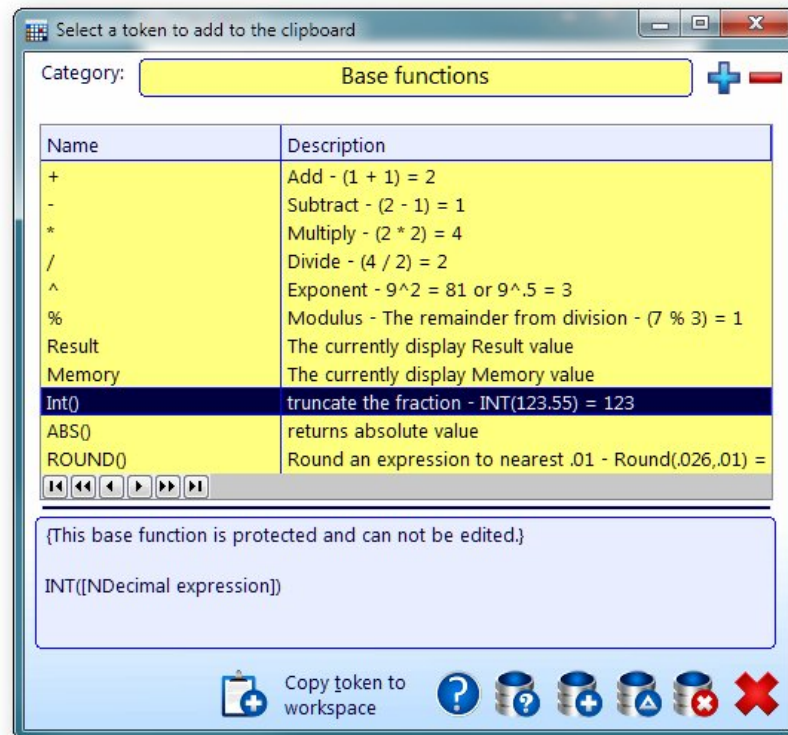 Select a token to add to the clipboard
Category: Base functions
Name Description
+ Add - (1 + 1) = 2
- Subtract - (2 - 1) = 1
* Multiply - (2 * 2) = 4
/ Divide - (4 / 2) = 2
^ Exponent - 9^2 = 81 or 9^.5 = 3
% Modulus - The remainder from division - (7 % 3) = 1
Result The currently display Result value
Memory The currently display Memory value
Int() truncate the fraction - INT(123.55) = 123
ABS() returns absolute value
ROUND() Round an expression to nearest .01 - Round(.026,.01) =
{This base function is protected and can not be edited.}
INT([NDecimal expression])
Copy token to
workspace